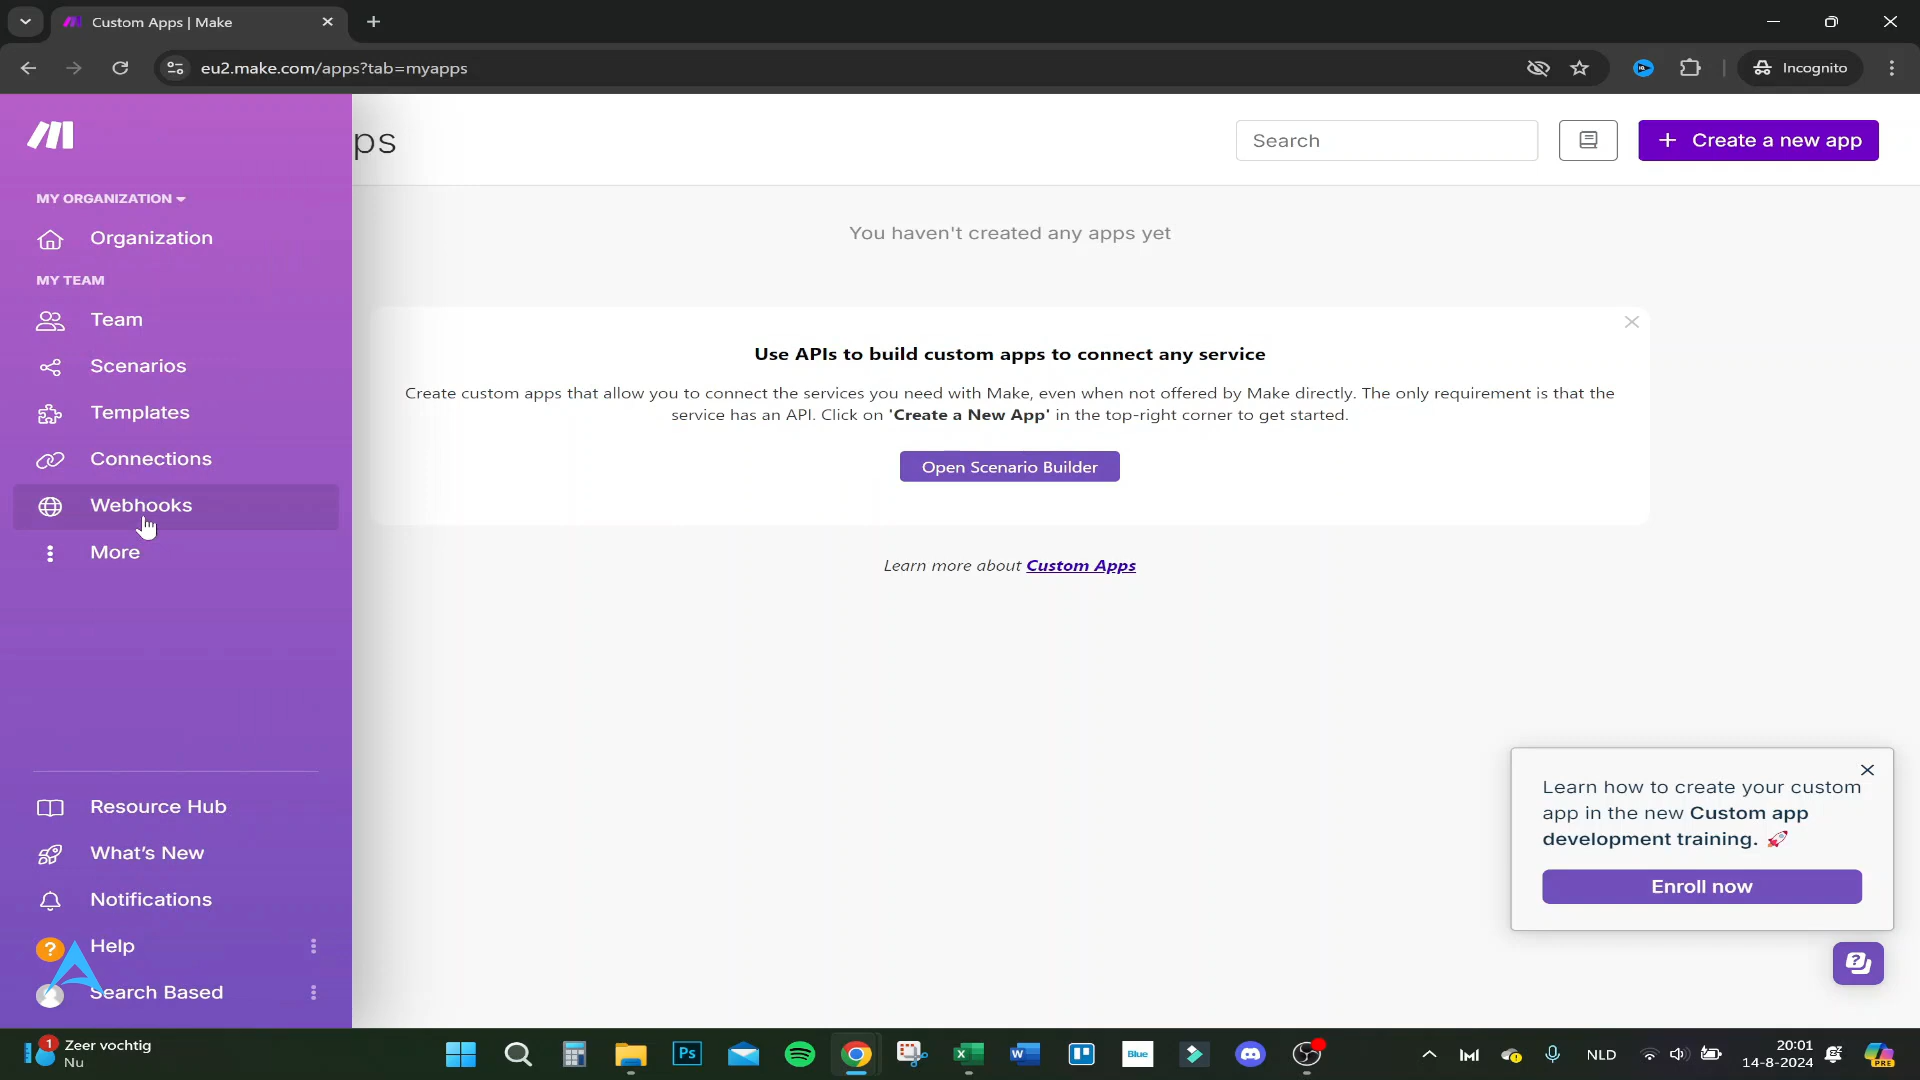 Custom Apps | Make
eu2.make.com/apps?tab=myapps
Incognito
MY ORGANIZATION
Organization
MY TEAM
Team
Scenarios
Templates
Connections
Webhooks
More
Resource Hub
What's New
Notifications
Help
Search Based
ps
Search
+ Create a new app
You haven't created any apps yet
Use APIs to build custom apps to connect any service
Create custom apps that allow you to connect the services you need with Make, even when not offered by Make directly. The only requirement is that the
service has an API. Click on 'Create a New App' in the top-right corner to get started.
Open Scenario Builder
Learn more about Custom Apps
Learn how to create your custom
app in the new Custom app
development training. 🚀
Enroll now
1
Zeer vochtig
Nu
Ps
Blue
NLD
20:01
14-8-2024
PRE